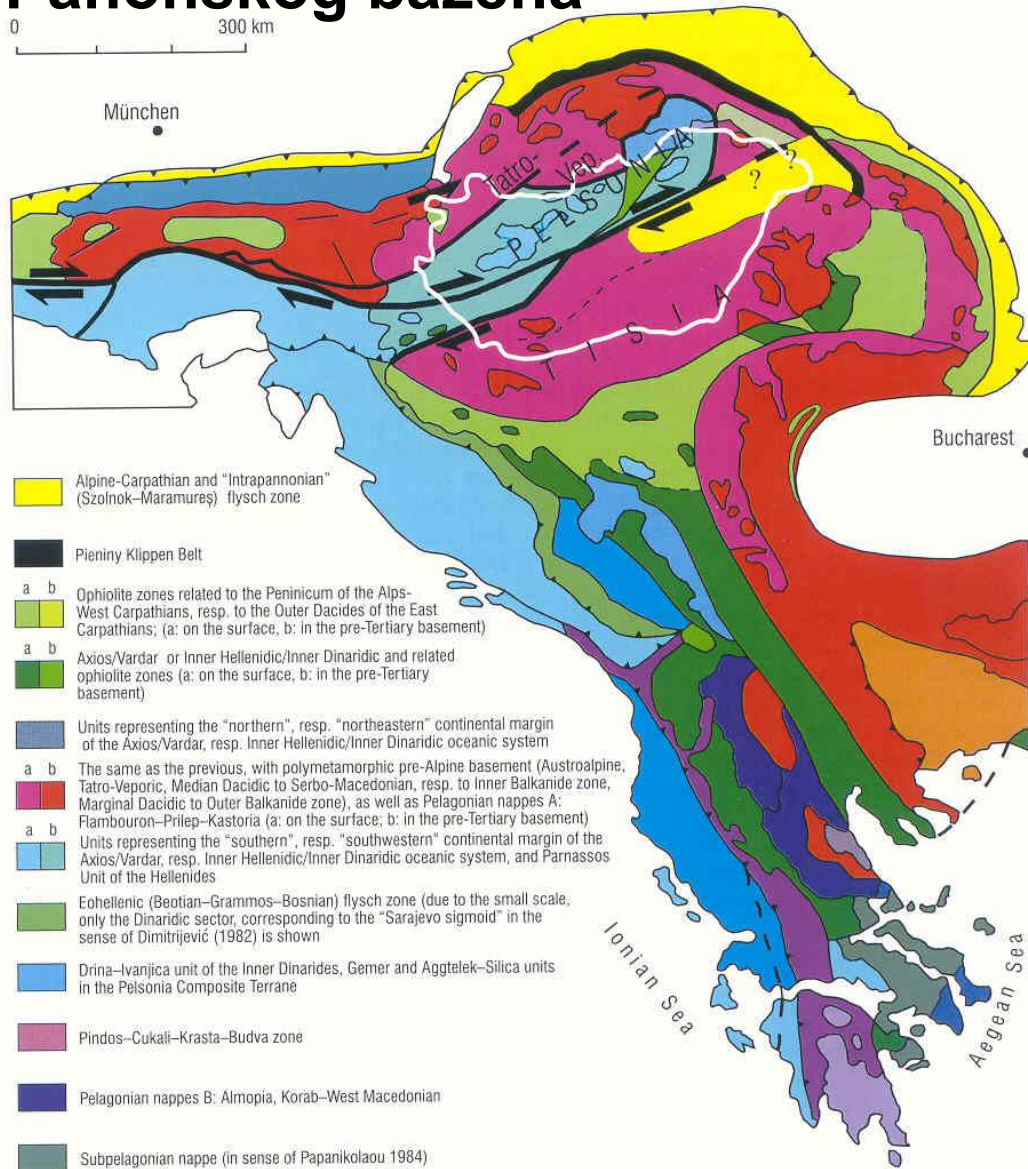 Panonskog bazena
0 300 km
München
Tatro-Vep.
PELSONIA
? ?
TISIA
Bucharest
Alpine-Carpathian and "Intrapannonian"
(Szolnok–Maramureş) flysch zone
Pieniny Klippen Belt
a b
Ophiolite zones related to the Peninicum of the Alps-
West Carpathians, resp. to the Outer Dacides of the East
Carpathians; (a: on the surface, b: in the pre-Tertiary basement)
a b
Axios/Vardar or Inner Hellenidic/Inner Dinaridic and related
ophiolite zones (a: on the surface, b: in the pre-Tertiary
basement)
Units representing the "northern", resp. "northeastern" continental margin
of the Axios/Vardar, resp. Inner Hellenidic/Inner Dinaridic oceanic system
a b
The same as the previous, with polymetamorphic pre-Alpine basement (Austroalpine,
Tatro-Veporic, Median Dacidic to Serbo-Macedonian, resp. to Inner Balkanide zone,
Marginal Dacidic to Outer Balkanide zone), as well as Pelagonian nappes A:
Flambouron–Prilep–Kastoria (a: on the surface; b: in the pre-Tertiary basement)
a b
Units representing the "southern", resp. "southwestern" continental margin of the
Axios/Vardar, resp. Inner Hellenidic/Inner Dinaridic oceanic system, and Parnassos
Unit of the Hellenides
Eohellenic (Beotian–Grammos–Bosnian) flysch zone (due to the small scale,
only the Dinaridic sector, corresponding to the "Sarajevo sigmoid" in the
sense of Dimitrijević (1982) is shown
Drina–Ivanjica unit of the Inner Dinarides, Gemer and Aggtelek–Silica units
in the Pelsonia Composite Terrane
Pindos–Cukali–Krasta–Budva zone
Pelagonian nappes B: Almopia, Korab–West Macedonian
Subpelagonian nappe (in sense of Papanikolaou 1984)
Ionian Sea
Aegean Sea